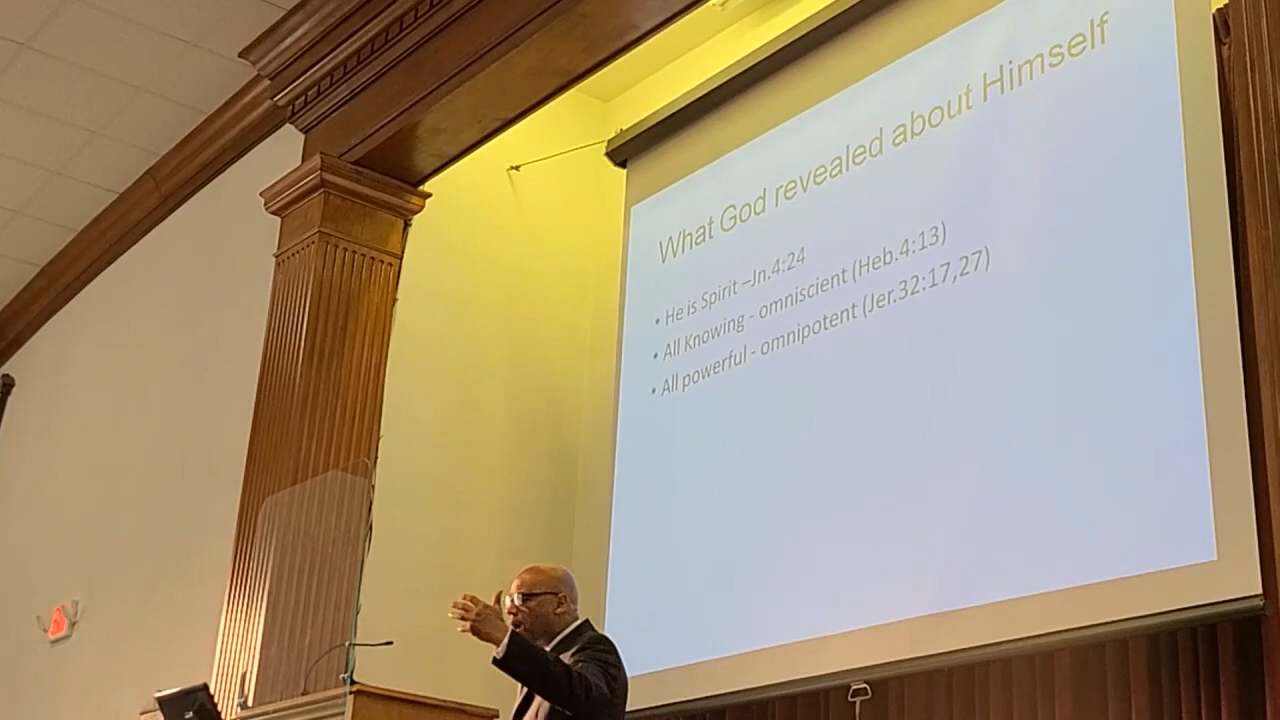 What God revealed about Himself
• He is Spirit –Jn.4:24
• All Knowing - omniscient (Heb.4:13)
• All powerful - omnipotent (Jer.32:17,27)